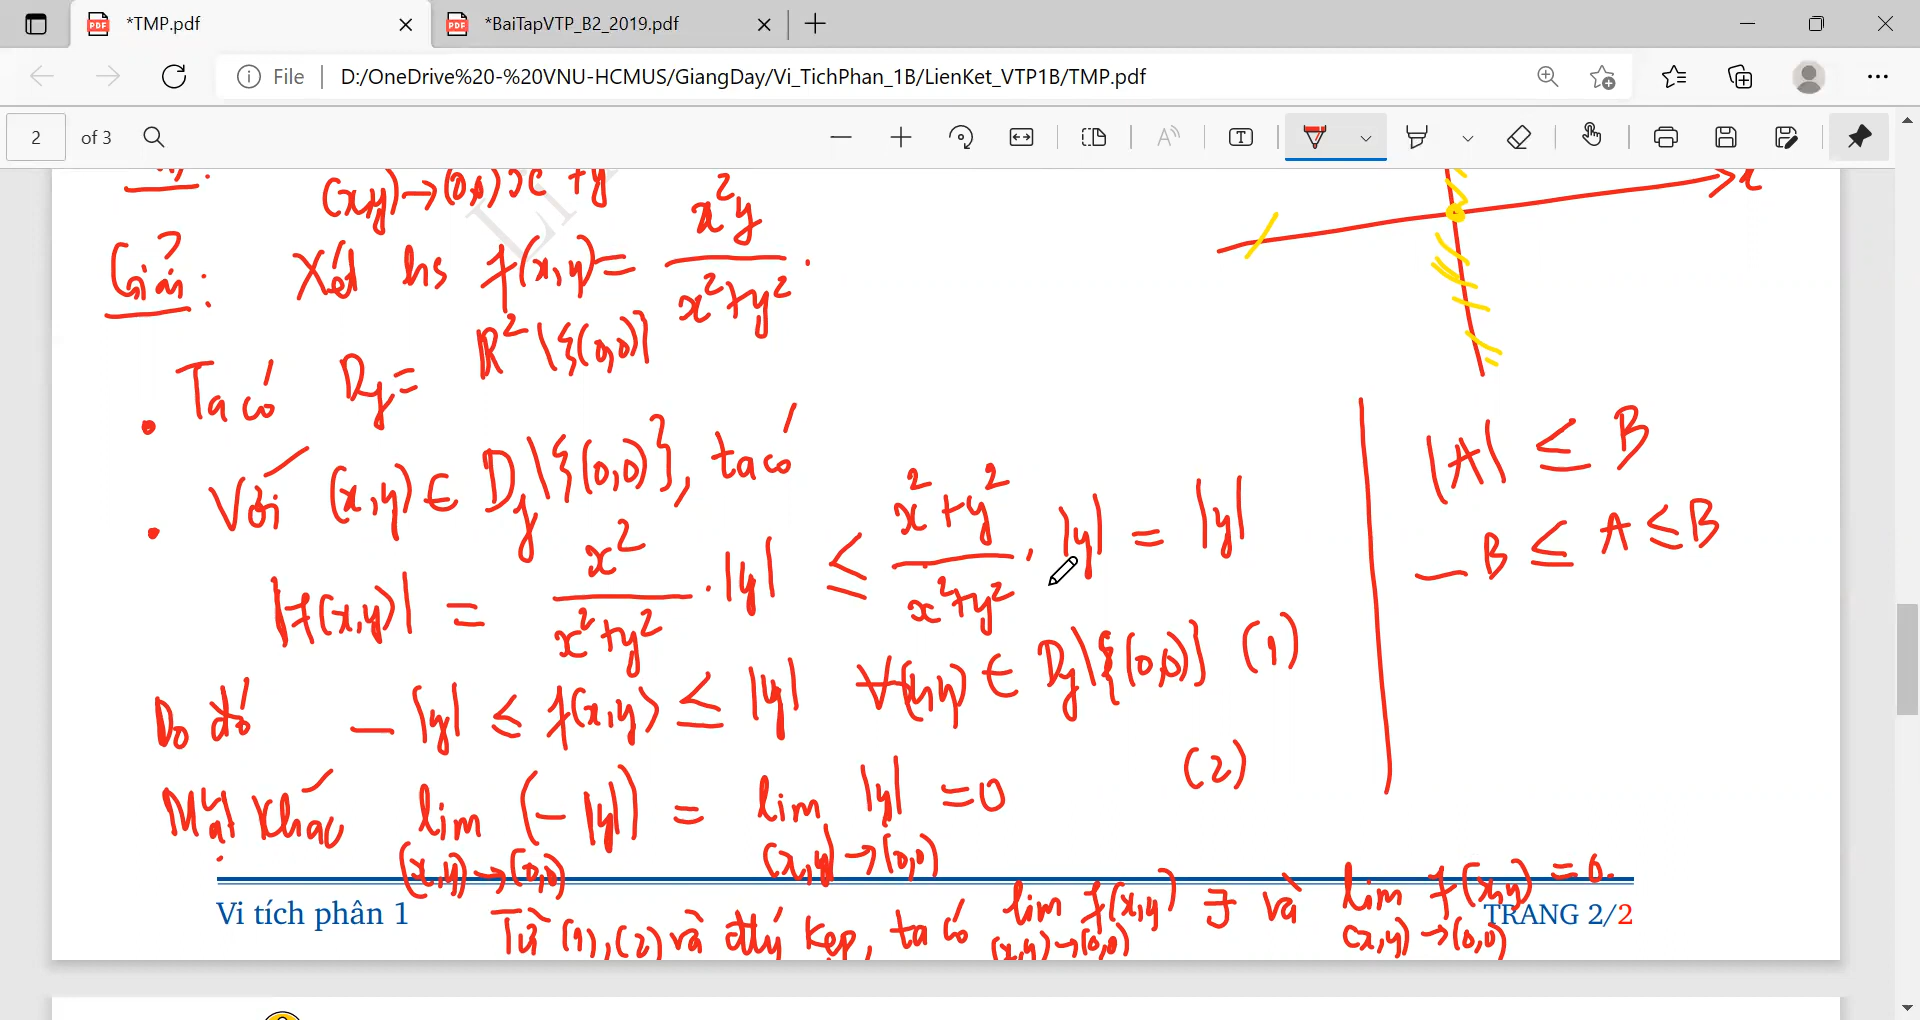 *TMP.pdf
*BaiTapVTP_B2_2019.pdf
File
D:/OneDrive%20-%20VNU-HCMUS/GiangDay/Vi_TichPhan_1B/LienKet_VTP1B/TMP.pdf
2 of 3
(x,y)→(0,0) x² + y²
x
Giải: Xét hs f(x,y) = x²y / (x²+y²).
• Ta có D_f = ℝ² \ {(0,0)}
• Với (x,y) ∈ D_f \ {(0,0)}, ta có
|f(x,y)| = x² / (x²+y²) . |y| ≤ (x²+y²) / (x²+y²) . |y| = |y|
|A| ≤ B
−B ≤ A ≤ B
Do đó −|y| ≤ f(x,y) ≤ |y| ∀(x,y) ∈ D_f \ {(0,0)} (1)
Mặt khác lim (−|y|) = lim |y| = 0 (2)
(x,y)→(0,0) (x,y)→(0,0)
Từ (1), (2) và đlý kẹp, ta có lim f(x,y) ∃ và lim f(x,y) = 0.
(x,y)→(0,0) (x,y)→(0,0)
Vi tích phân 1
TRANG 2/2